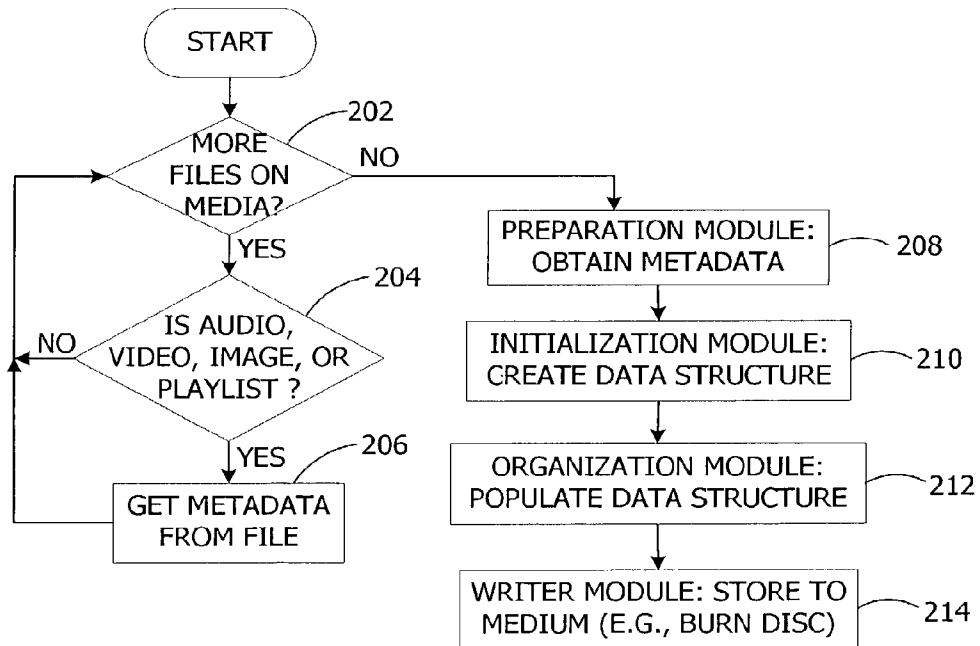 START
202
MORE
FILES ON
MEDIA?
NO
YES
204
IS AUDIO,
VIDEO, IMAGE, OR
PLAYLIST ?
NO
YES
206
GET METADATA
FROM FILE
PREPARATION MODULE:
OBTAIN METADATA
208
INITIALIZATION MODULE:
CREATE DATA STRUCTURE
210
ORGANIZATION MODULE:
POPULATE DATA STRUCTURE
212
WRITER MODULE: STORE TO
MEDIUM (E.G., BURN DISC)
214